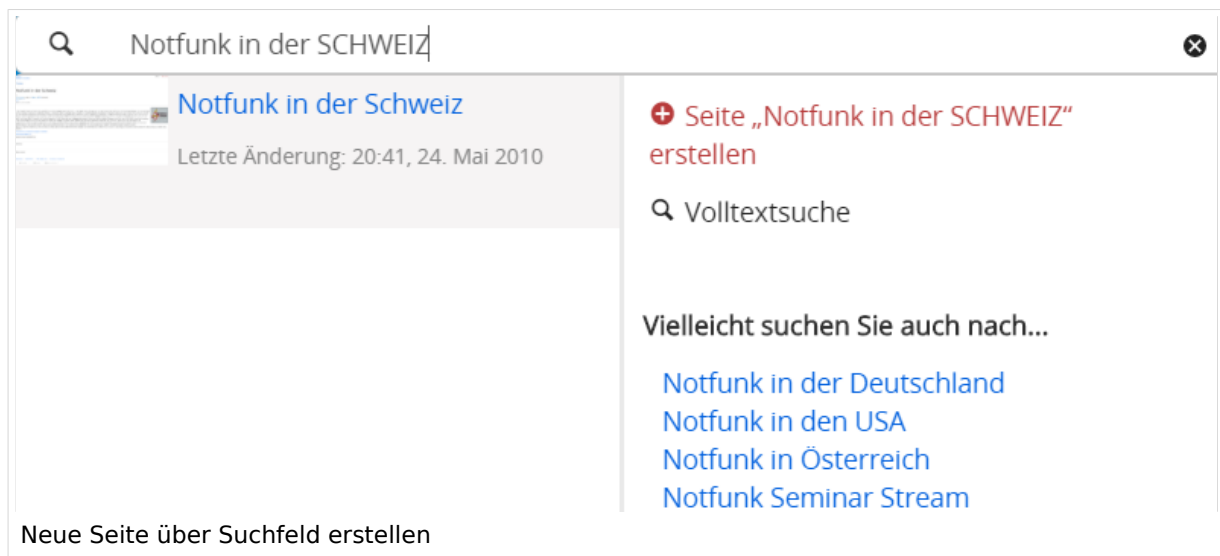 Notfunk in der SCHWEIZ
Notfunk in der Schweiz
Letzte Änderung: 20:41, 24. Mai 2010
Seite „Notfunk in der SCHWEIZ“
erstellen
Volltextsuche
Vielleicht suchen Sie auch nach...
Notfunk in der Deutschland
Notfunk in den USA
Notfunk in Österreich
Notfunk Seminar Stream
Neue Seite über Suchfeld erstellen